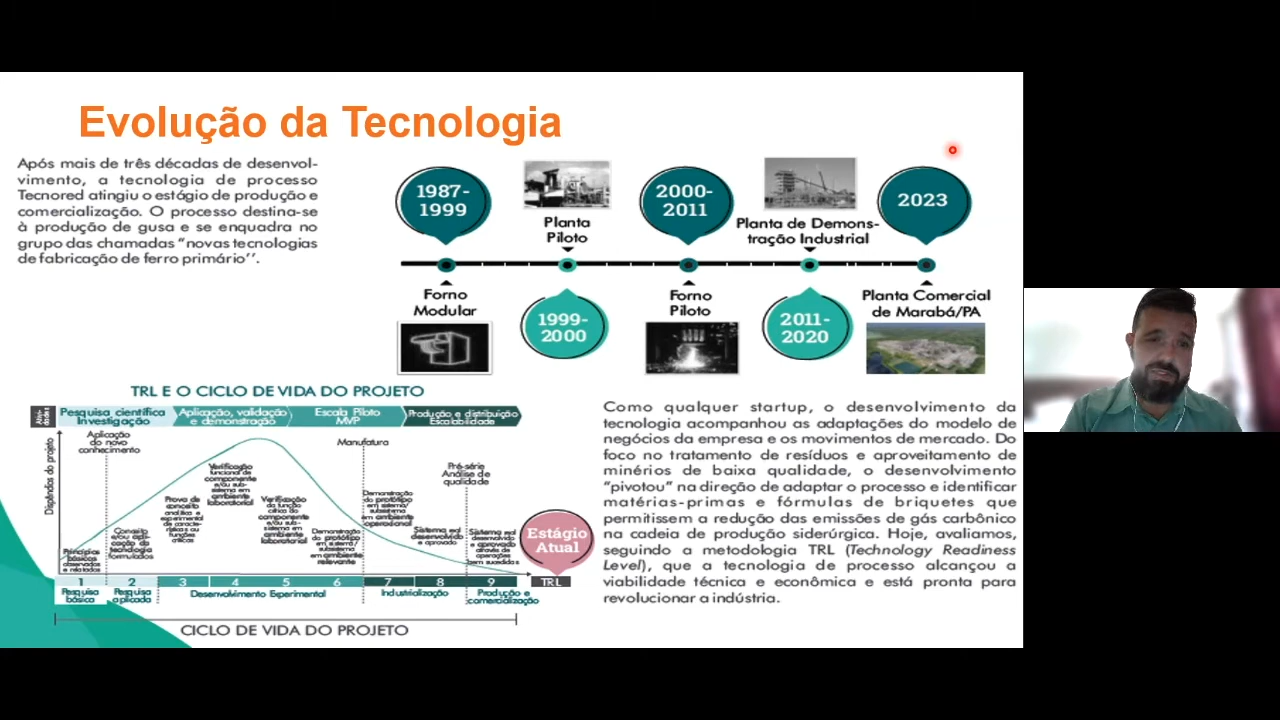 Evolução da Tecnologia
Após mais de três décadas de desenvol-
vimento, a tecnologia de processo
Tecnored atingiu o estágio de produção e
comercialização. O processo destina-se
à produção de gusa e se enquadra no
grupo das chamadas “novas tecnologias
de fabricação de ferro primário’’.
1987-
1999
Planta
Piloto
2000-
2011
Planta de Demons-
tração Industrial
2023
Forno
Modular
1999-
2000
Forno
Piloto
2011-
2020
Planta Comercial
de Marabá/PA
TRL E O CICLO DE VIDA DO PROJETO
Pesquisa científica
Investigação
Aplicação, validação
e demonstração
Escala Piloto
MVP
Produção e distribuição
Escalabilidade
Dispêndios do projeto
Aplicação
do novo
conhecimento
Manufatura
Pré-série
Análise de
qualidade
Verificação
funcional de
componente
e/ou sub-
sistema em
ambiente
laboratorial
Prova de
conceito
analítica e
experimental
de caracte-
rísticas ou
funções
críticas
Verificação
da função
crítica do
componente
e/ou sub-
sistema em
ambiente
laboratorial
Demonstração
do protótipo
em sistema/
subsistema
em ambiente
operacional
Conceito
e/ou apli-
cação da
tecnologia
formulados
Demonstração
do protótipo
em sistema/
subsistema
em ambiente
relevante
Sistema real
desenvolvido
e aprovado
Sistema real
desenvolvido
e aprovado
através de
operações
bem sucedidas
Princípios
básicos
observados
e relatados
Estágio
Atual
1 2 3 4 5 6 7 8 9 TRL
Pesquisa
básica
Pesquisa
aplicada
Desenvolvimento Experimental
Industrialização
Produção e
comercialização
CICLO DE VIDA DO PROJETO
Como qualquer startup, o desenvolvimento da
tecnologia acompanhou as adaptações do modelo de
negócios da empresa e os movimentos de mercado. Do
foco no tratamento de resíduos e aproveitamento de
minérios de baixa qualidade, o desenvolvimento
“pivotou” na direção de adaptar o processo e identificar
matérias-primas e fórmulas de briquetes que
permitissem a redução das emissões de gás carbônico
na cadeia de produção siderúrgica. Hoje, avaliamos,
seguindo a metodologia TRL (Technology Readiness
Level), que a tecnologia de processo alcançou a
viabilidade técnica e econômica e está pronta para
revolucionar a indústria.